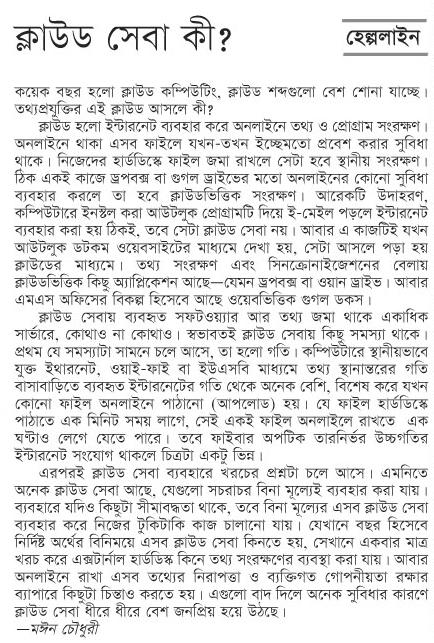 ক্লাউড সেবা কী?
হেল্পলাইন
কয়েক বছর হলো ক্লাউড কম্পিউটিং, ক্লাউড শব্দগুলো বেশ শোনা যাচ্ছে।
তথ্যপ্রযুক্তির এই ক্লাউড আসলে কী?
ক্লাউড হলো ইন্টারনেট ব্যবহার করে অনলাইনে তথ্য ও প্রোগ্রাম সংরক্ষণ।
অনলাইনে থাকা এসব ফাইলে যখন-তখন ইচ্ছেমতো প্রবেশ করার সুবিধা
থাকে। নিজেদের হার্ডডিস্কে ফাইল জমা রাখলে সেটা হবে স্থানীয় সংরক্ষণ।
ঠিক একই কাজে ড্রপবক্স বা গুগল ড্রাইভের মতো অনলাইনের কোনো সুবিধা
ব্যবহার করলে তা হবে ক্লাউডভিত্তিক সংরক্ষণ। আরেকটি উদাহরণ,
কম্পিউটারে ইনস্টল করা আউটলুক প্রোগ্রামটি দিয়ে ই-মেইল পড়লে ইন্টারনেট
ব্যবহার করা হয় ঠিকই, তবে সেটা ক্লাউড সেবা নয়। আবার এ কাজটিই যখন
আউটলুক ডটকম ওয়েবসাইটের মাধ্যমে দেখা হয়, সেটা আসলে পড়া হয়
ক্লাউডের মাধ্যমে। তথ্য সংরক্ষণ এবং সিনক্রোনাইজেশনের বেলায়
ক্লাউডভিত্তিক কিছু অ্যাপ্লিকেশন আছে—যেমন ড্রপবক্স বা ওয়ান ড্রাইভ। আবার
এমএস অফিসের বিকল্প হিসেবে আছে ওয়েবভিত্তিক গুগল ডকস।
ক্লাউড সেবায় ব্যবহৃত সফটওয়্যার আর তথ্য জমা থাকে একাধিক
সার্ভারে, কোথাও না কোথাও। স্বভাবতই ক্লাউড সেবায় কিছু সমস্যা থাকে।
প্রথম যে সমস্যাটা সামনে চলে আসে, তা হলো গতি। কম্পিউটারে স্থানীয়ভাবে
যুক্ত ইথারনেট, ওয়াই-ফাই বা ইউএসবি মাধ্যমে তথ্য স্থানান্তরের গতি
বাসাবাড়িতে ব্যবহৃত ইন্টারনেটের গতি থেকে অনেক বেশি, বিশেষ করে যখন
কোনো ফাইল অনলাইনে পাঠানো (আপলোড) হয়। যে ফাইল হার্ডডিস্কে
পাঠাতে এক মিনিট সময় লাগে, সেই একই ফাইল অনলাইলে রাখতে এক
ঘণ্টাও লেগে যেতে পারে। তবে ফাইবার অপটিক তারনির্ভর উচ্চগতির
ইন্টারনেট সংযোগ থাকলে চিত্রটা একটু ভিন্ন।
এরপরই ক্লাউড সেবা ব্যবহারে খরচের প্রশ্নটা চলে আসে। এমনিতে
অনেক ক্লাউড সেবা আছে, যেগুলো সচরাচর বিনা মূল্যেই ব্যবহার করা যায়।
ব্যবহারে যদিও কিছুটা সীমাবদ্ধতা থাকে, তবে বিনা মূল্যের এসব ক্লাউড সেবা
ব্যবহার করে নিজের টুকিটাকি কাজ চালানো যায়। যেখানে বছর হিসেবে
নির্দিষ্ট অর্থের বিনিময়ে এসব ক্লাউড সেবা কিনতে হয়, সেখানে একবার মাত্র
খরচ করে এক্সটার্নাল হার্ডডিস্ক কিনে তথ্য সংরক্ষণের ব্যবস্থা করা যায়। আবার
অনলাইনে রাখা এসব তথ্যের নিরাপত্তা ও ব্যক্তিগত গোপনীয়তা রক্ষার
ব্যাপারে কিছুটা চিন্তাও করতে হয়। এগুলো বাদ দিলে অনেক সুবিধার কারণে
ক্লাউড সেবা ধীরে ধীরে বেশ জনপ্রিয় হয়ে উঠছে।
—মঈন চৌধুরী